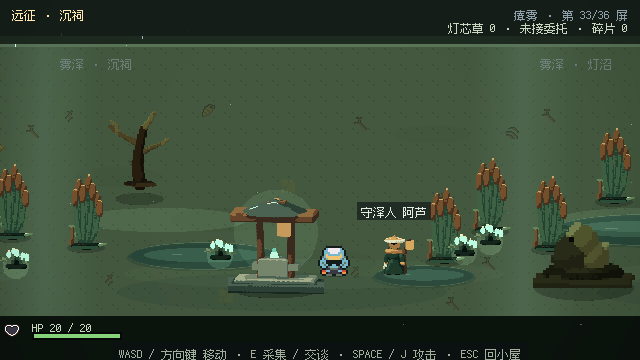 远征 · 沉祠
瘴雾 · 第 33/36 屏
灯芯草 0 · 未接委托 · 碎片 0
雾泽 · 沉祠
雾泽 · 灯沼
守泽人 阿芦
HP 20 / 20
WASD / 方向键 移动 · E 采集 / 交谈 · SPACE / J 攻击 · ESC 回小屋